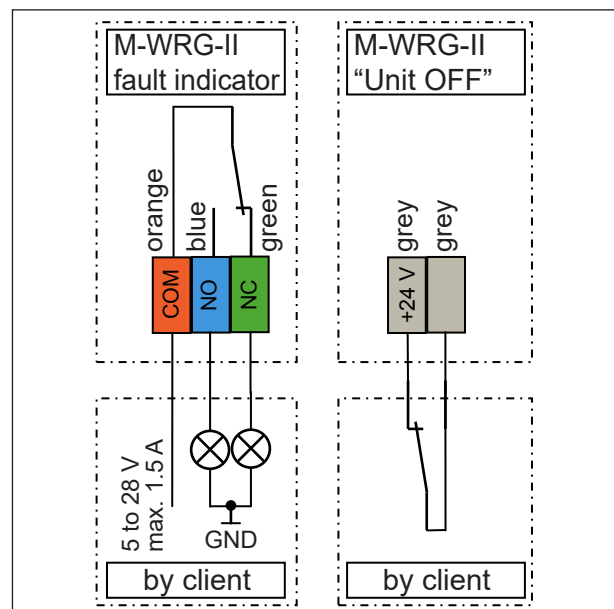 M-WRG-II
fault indicator
orange
blue
green
COM
NO
NC
5 to 28 V
max. 1.5 A
GND
by client
M-WRG-II
“Unit OFF”
grey
grey
+24 V
by client